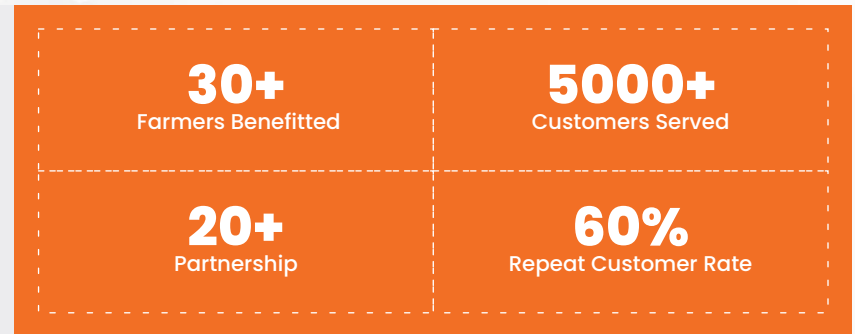 30+
Farmers Benefitted
5000+
Customers Served
20+
Partnership
60%
Repeat Customer Rate